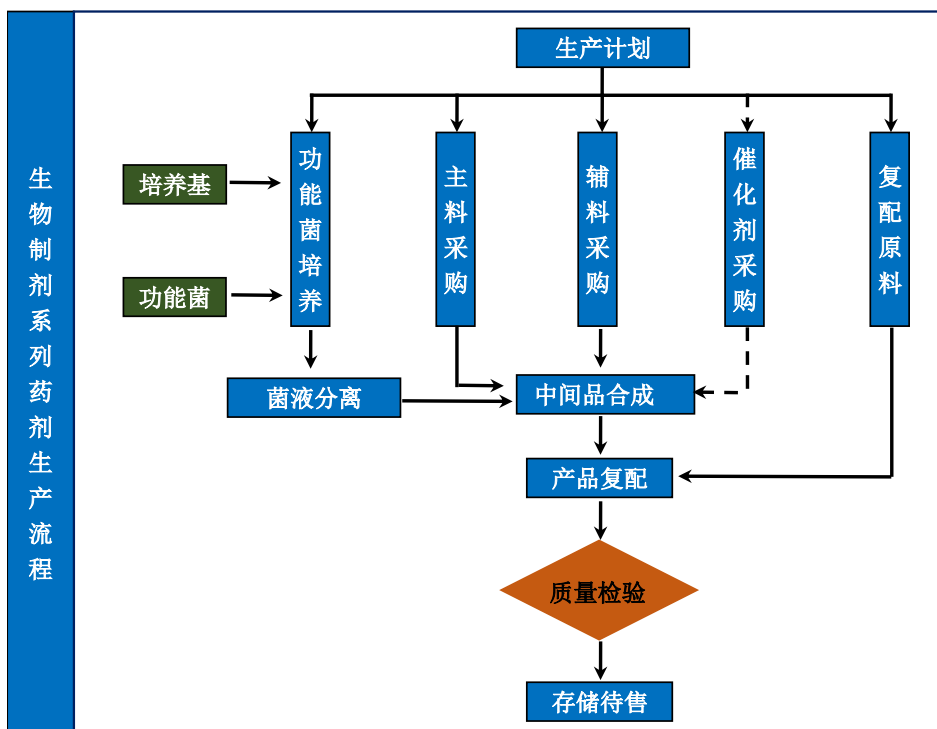 生物制剂系列药剂生产流程
生产计划
培养基
功能菌
功能菌培养
主料采购
辅料采购
催化剂采购
复配原料
菌液分离
中间品合成
产品复配
质量检验
存储待售